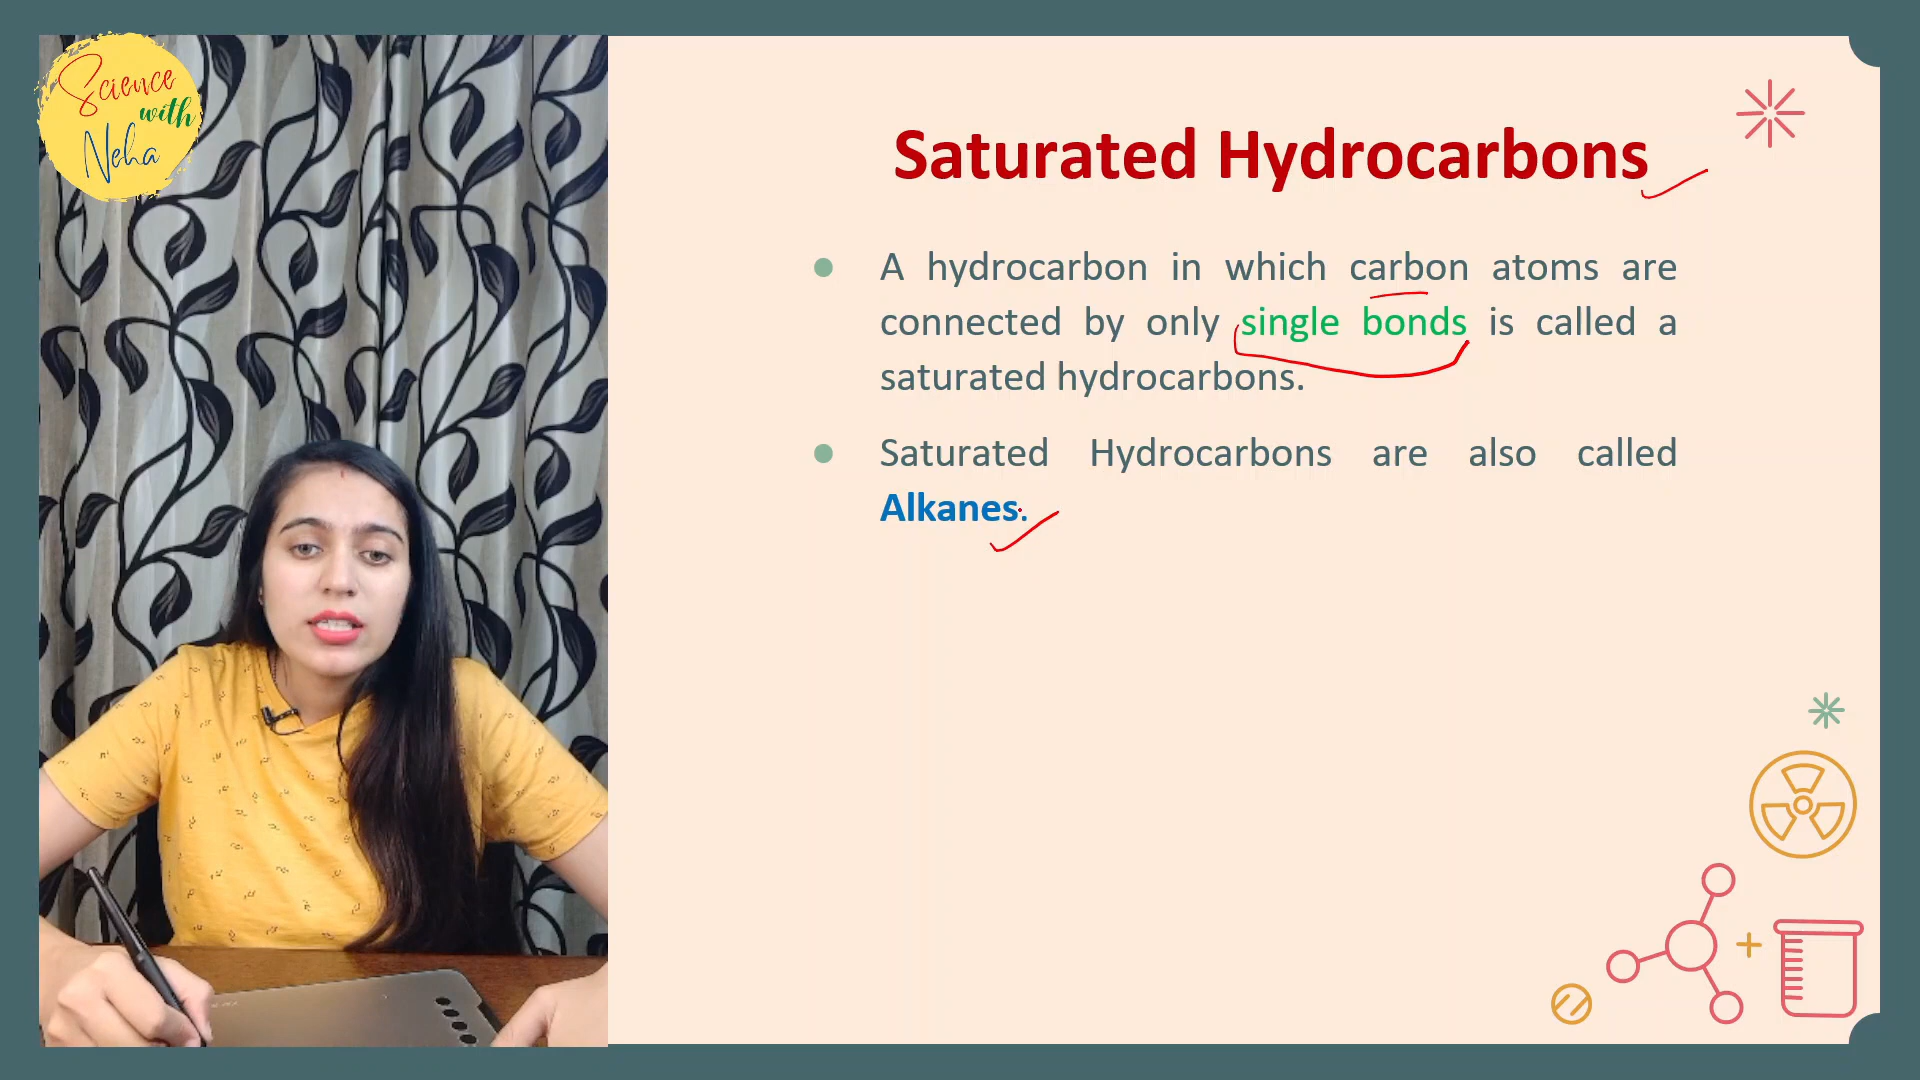 Science
with
Neha
Saturated Hydrocarbons
A hydrocarbon in which carbon atoms are
connected by only single bonds is called a
saturated hydrocarbons.
Saturated Hydrocarbons are also called
Alkanes.